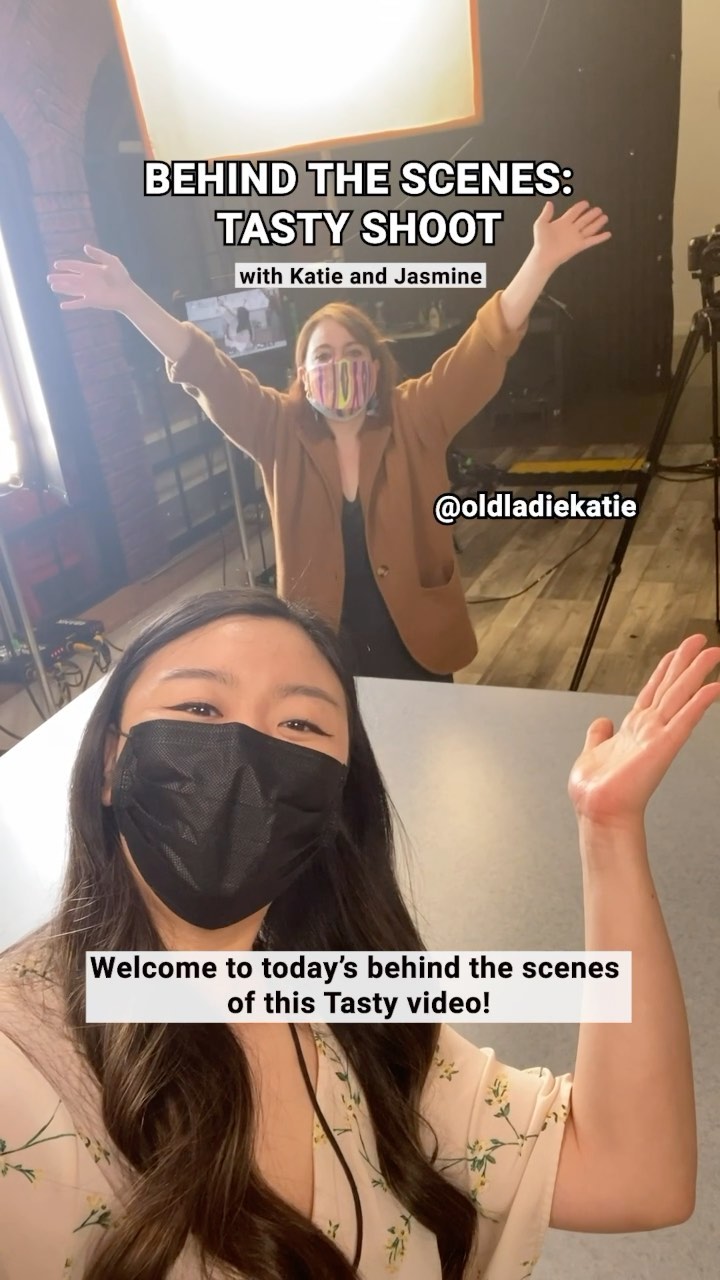 BEHIND THE SCENES:
TASTY SHOOT
with Katie and Jasmine
@oldladiekatie
Welcome to today's behind the scenes
of this Tasty video!